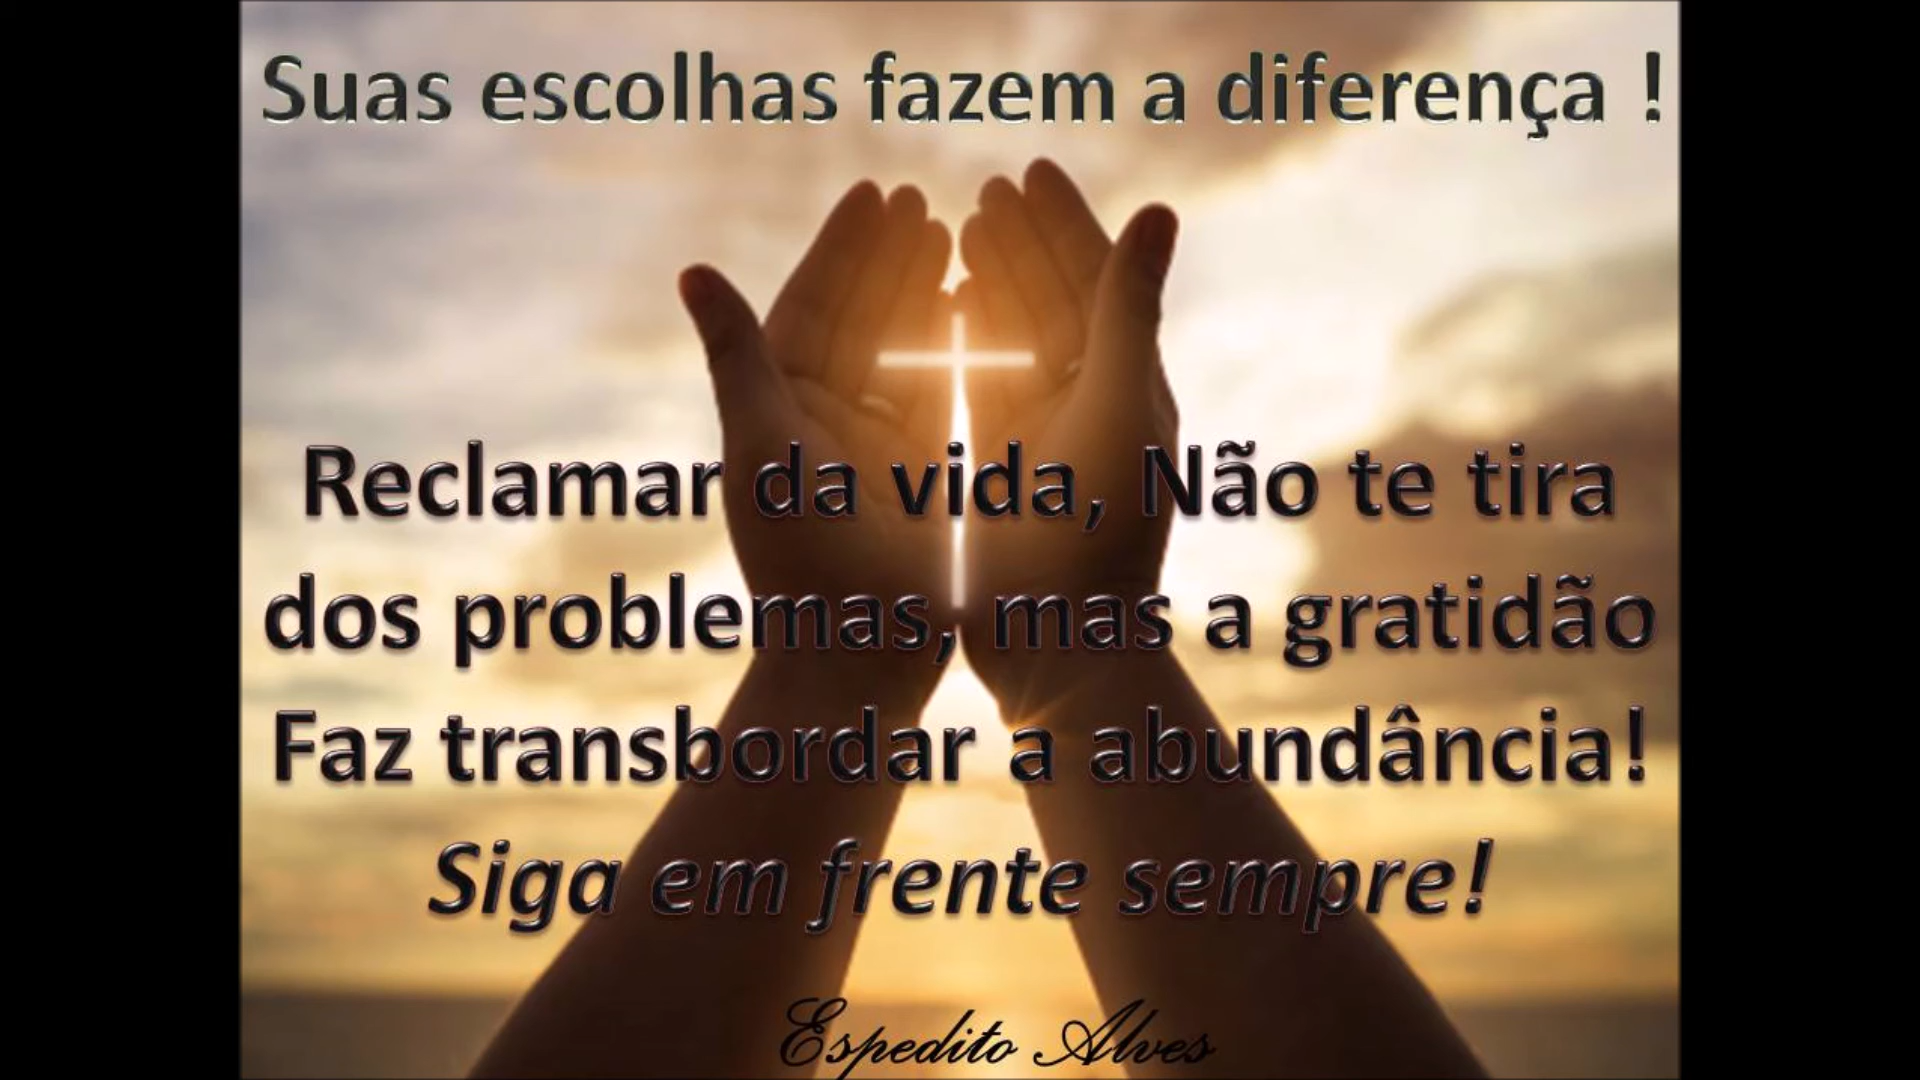 Suas escolhas fazem a diferença !
Reclamar da vida, Não te tira
dos problemas, mas a gratidão
Faz transbordar a abundância!
Siga em frente sempre!
Espedito Alves